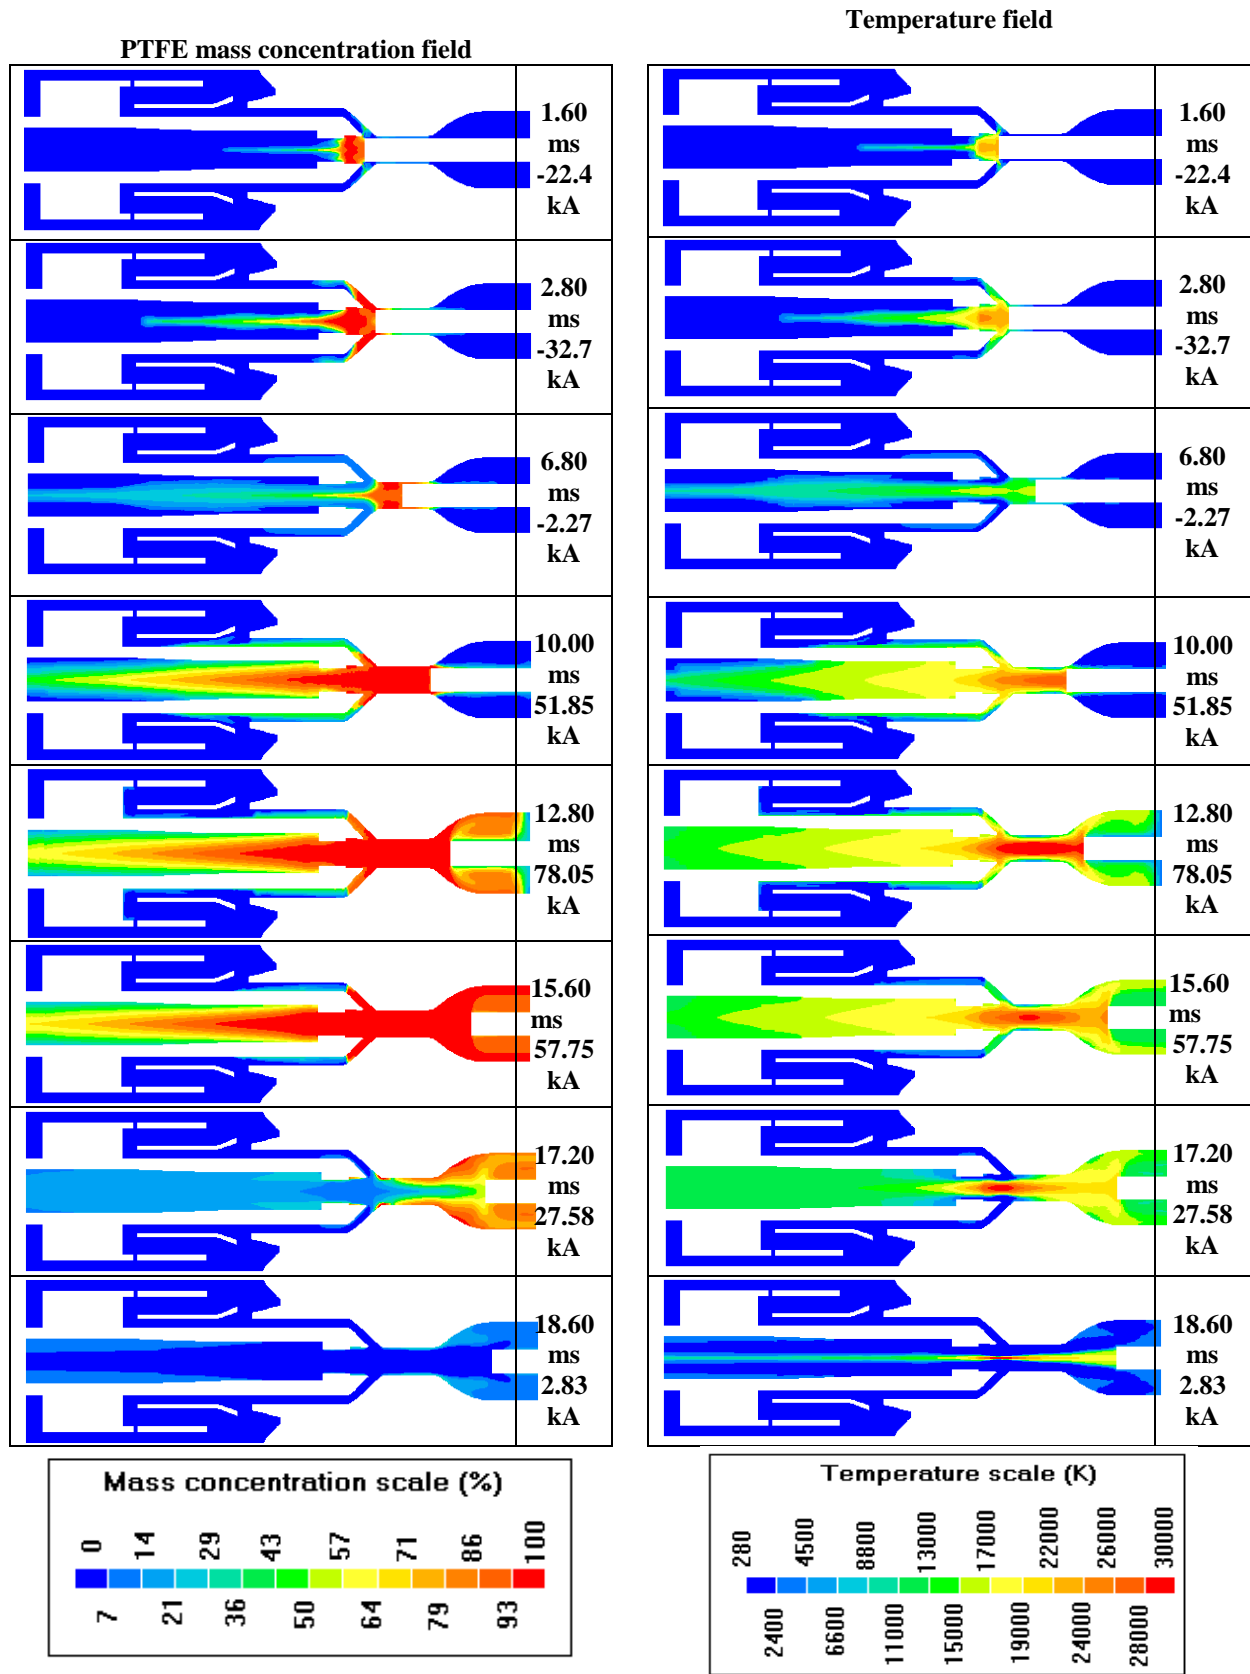 Temperature field
PTFE mass concentration field
1.60
ms
-22.4
kA
1.60
ms
-22.4
kA
2.80
ms
-32.7
kA
2.80
ms
-32.7
kA
6.80
ms
-2.27
kA
6.80
ms
-2.27
kA
10.00
ms
51.85
kA
10.00
ms
51.85
kA
12.80
ms
78.05
kA
12.80
ms
78.05
kA
15.60
ms
57.75
kA
15.60
ms
57.75
kA
17.20
ms
27.58
kA
17.20
ms
27.58
kA
18.60
ms
2.83
kA
18.60
ms
2.83
kA
Mass concentration scale (%)
0 14 29 43 57 71 86 100
7 21 36 50 64 79 93
Temperature scale (K)
280 4500 8800 13000 17000 22000 26000 30000
2400 6600 11000 15000 19000 24000 28000